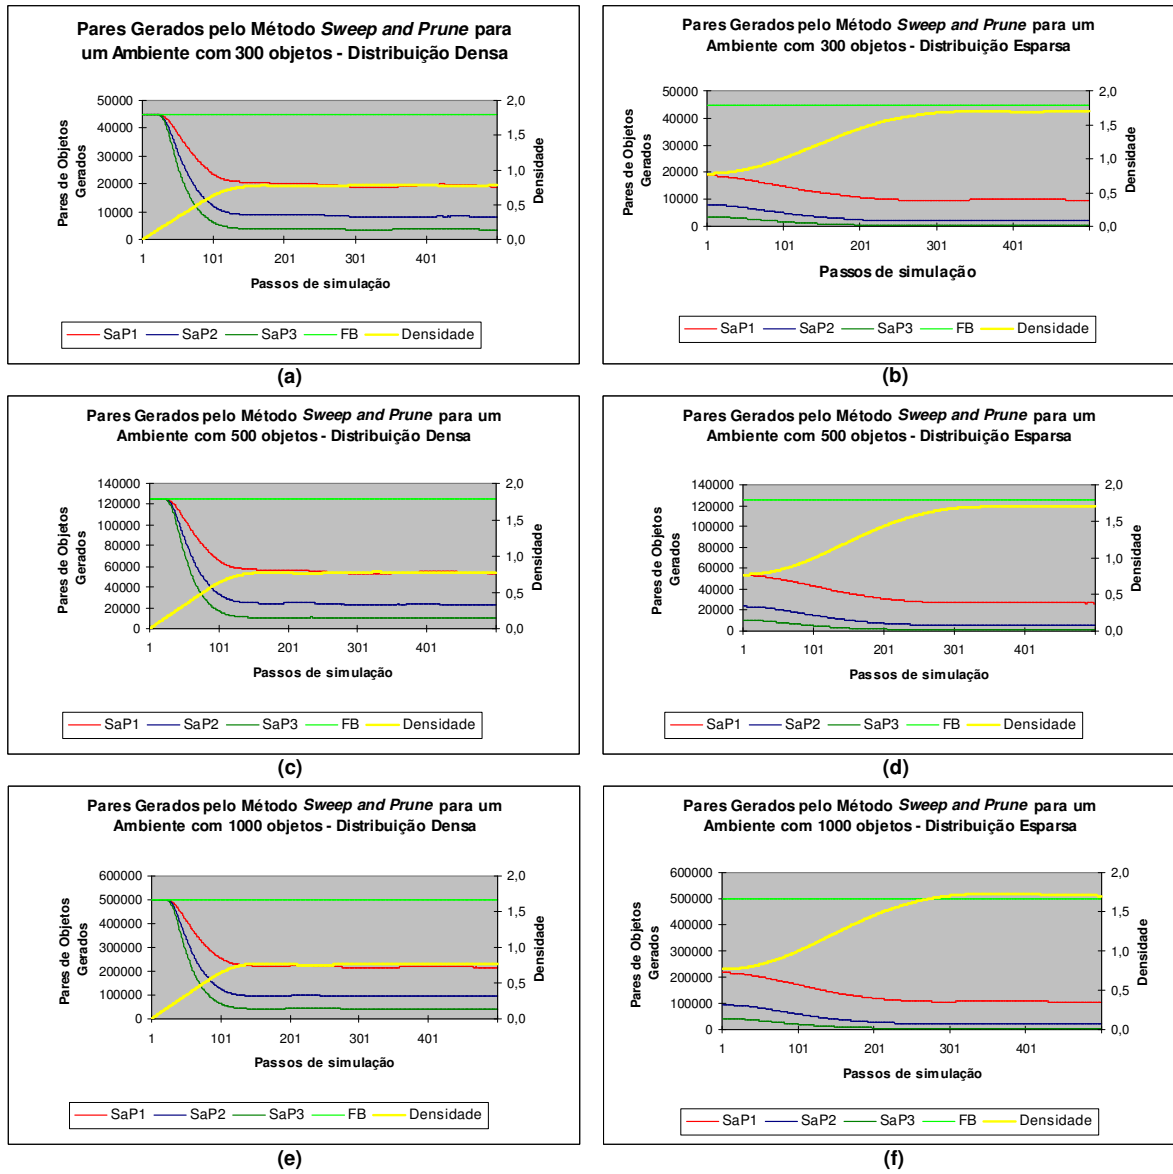 Pares Gerados pelo Método Sweep and Prune para
um Ambiente com 300 objetos - Distribuição Densa
Pares de Objetos
Gerados
50000
40000
30000
20000
10000
0
2,0
1,5
1,0
0,5
0,0
Densidade
1 101 201 301 401
Passos de simulação
SaP1 SaP2 SaP3 FB Densidade
(a)
Pares Gerados pelo Método Sweep and Prune para um
Ambiente com 300 objetos - Distribuição Esparsa
Pares de Objetos
Gerados
50000
40000
30000
20000
10000
0
2,0
1,5
1,0
0,5
0,0
Densidade
1 101 201 301 401
Passos de simulação
SaP1 SaP2 SaP3 FB Densidade
(b)
Pares Gerados pelo Método Sweep and Prune para um
Ambiente com 500 objetos - Distribuição Densa
Pares de Objetos
Gerados
140000
120000
100000
80000
60000
40000
20000
0
2,0
1,5
1,0
0,5
0,0
Densidade
1 101 201 301 401
Passos de simulação
SaP1 SaP2 SaP3 FB Densidade
(c)
Pares Gerados pelo Método Sweep and Prune para um
Ambiente com 500 objetos - Distribuição Esparsa
Pares de Objetos
Gerados
140000
120000
100000
80000
60000
40000
20000
0
2,0
1,5
1,0
0,5
0,0
Densidade
1 101 201 301 401
Passos de simulação
SaP1 SaP2 SaP3 FB Densidade
(d)
Pares Gerados pelo Método Sweep and Prune para um
Ambiente com 1000 objetos - Distribuição Densa
Pares de Objetos
Gerados
600000
500000
400000
300000
200000
100000
0
2,0
1,5
1,0
0,5
0,0
Densidade
1 101 201 301 401
Passos de simulação
SaP1 SaP2 SaP3 FB Densidade
(e)
Pares Gerados pelo Método Sweep and Prune para um
Ambiente com 1000 objetos - Distribuição Esparsa
Pares de Objetos
Gerados
600000
500000
400000
300000
200000
100000
0
2,0
1,5
1,0
0,5
0,0
Densidade
1 101 201 301 401
Passos de simulação
SaP1 SaP2 SaP3 FB Densidade
(f)